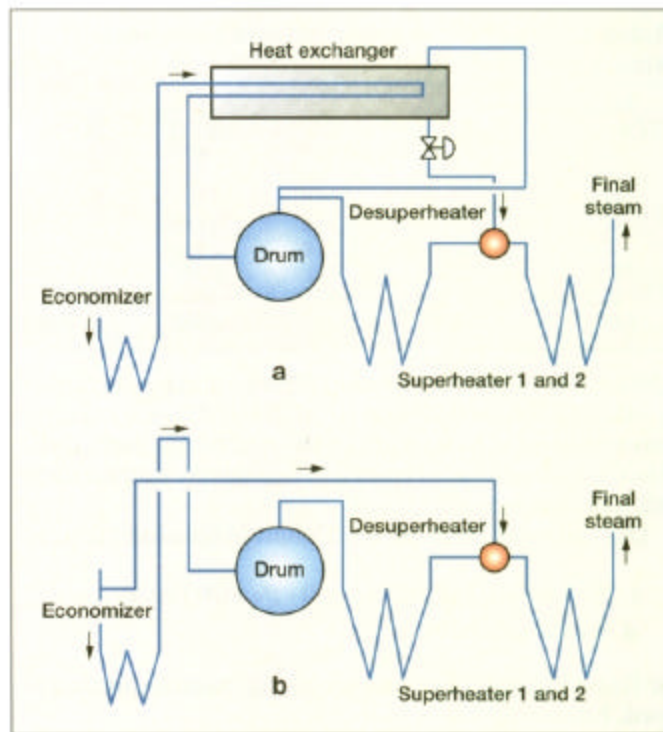 Heat exchanger
Final
steam
Desuperheater
Drum
Economizer
a
Superheater 1 and 2
Final
steam
Desuperheater
Drum
Economizer
b
Superheater 1 and 2